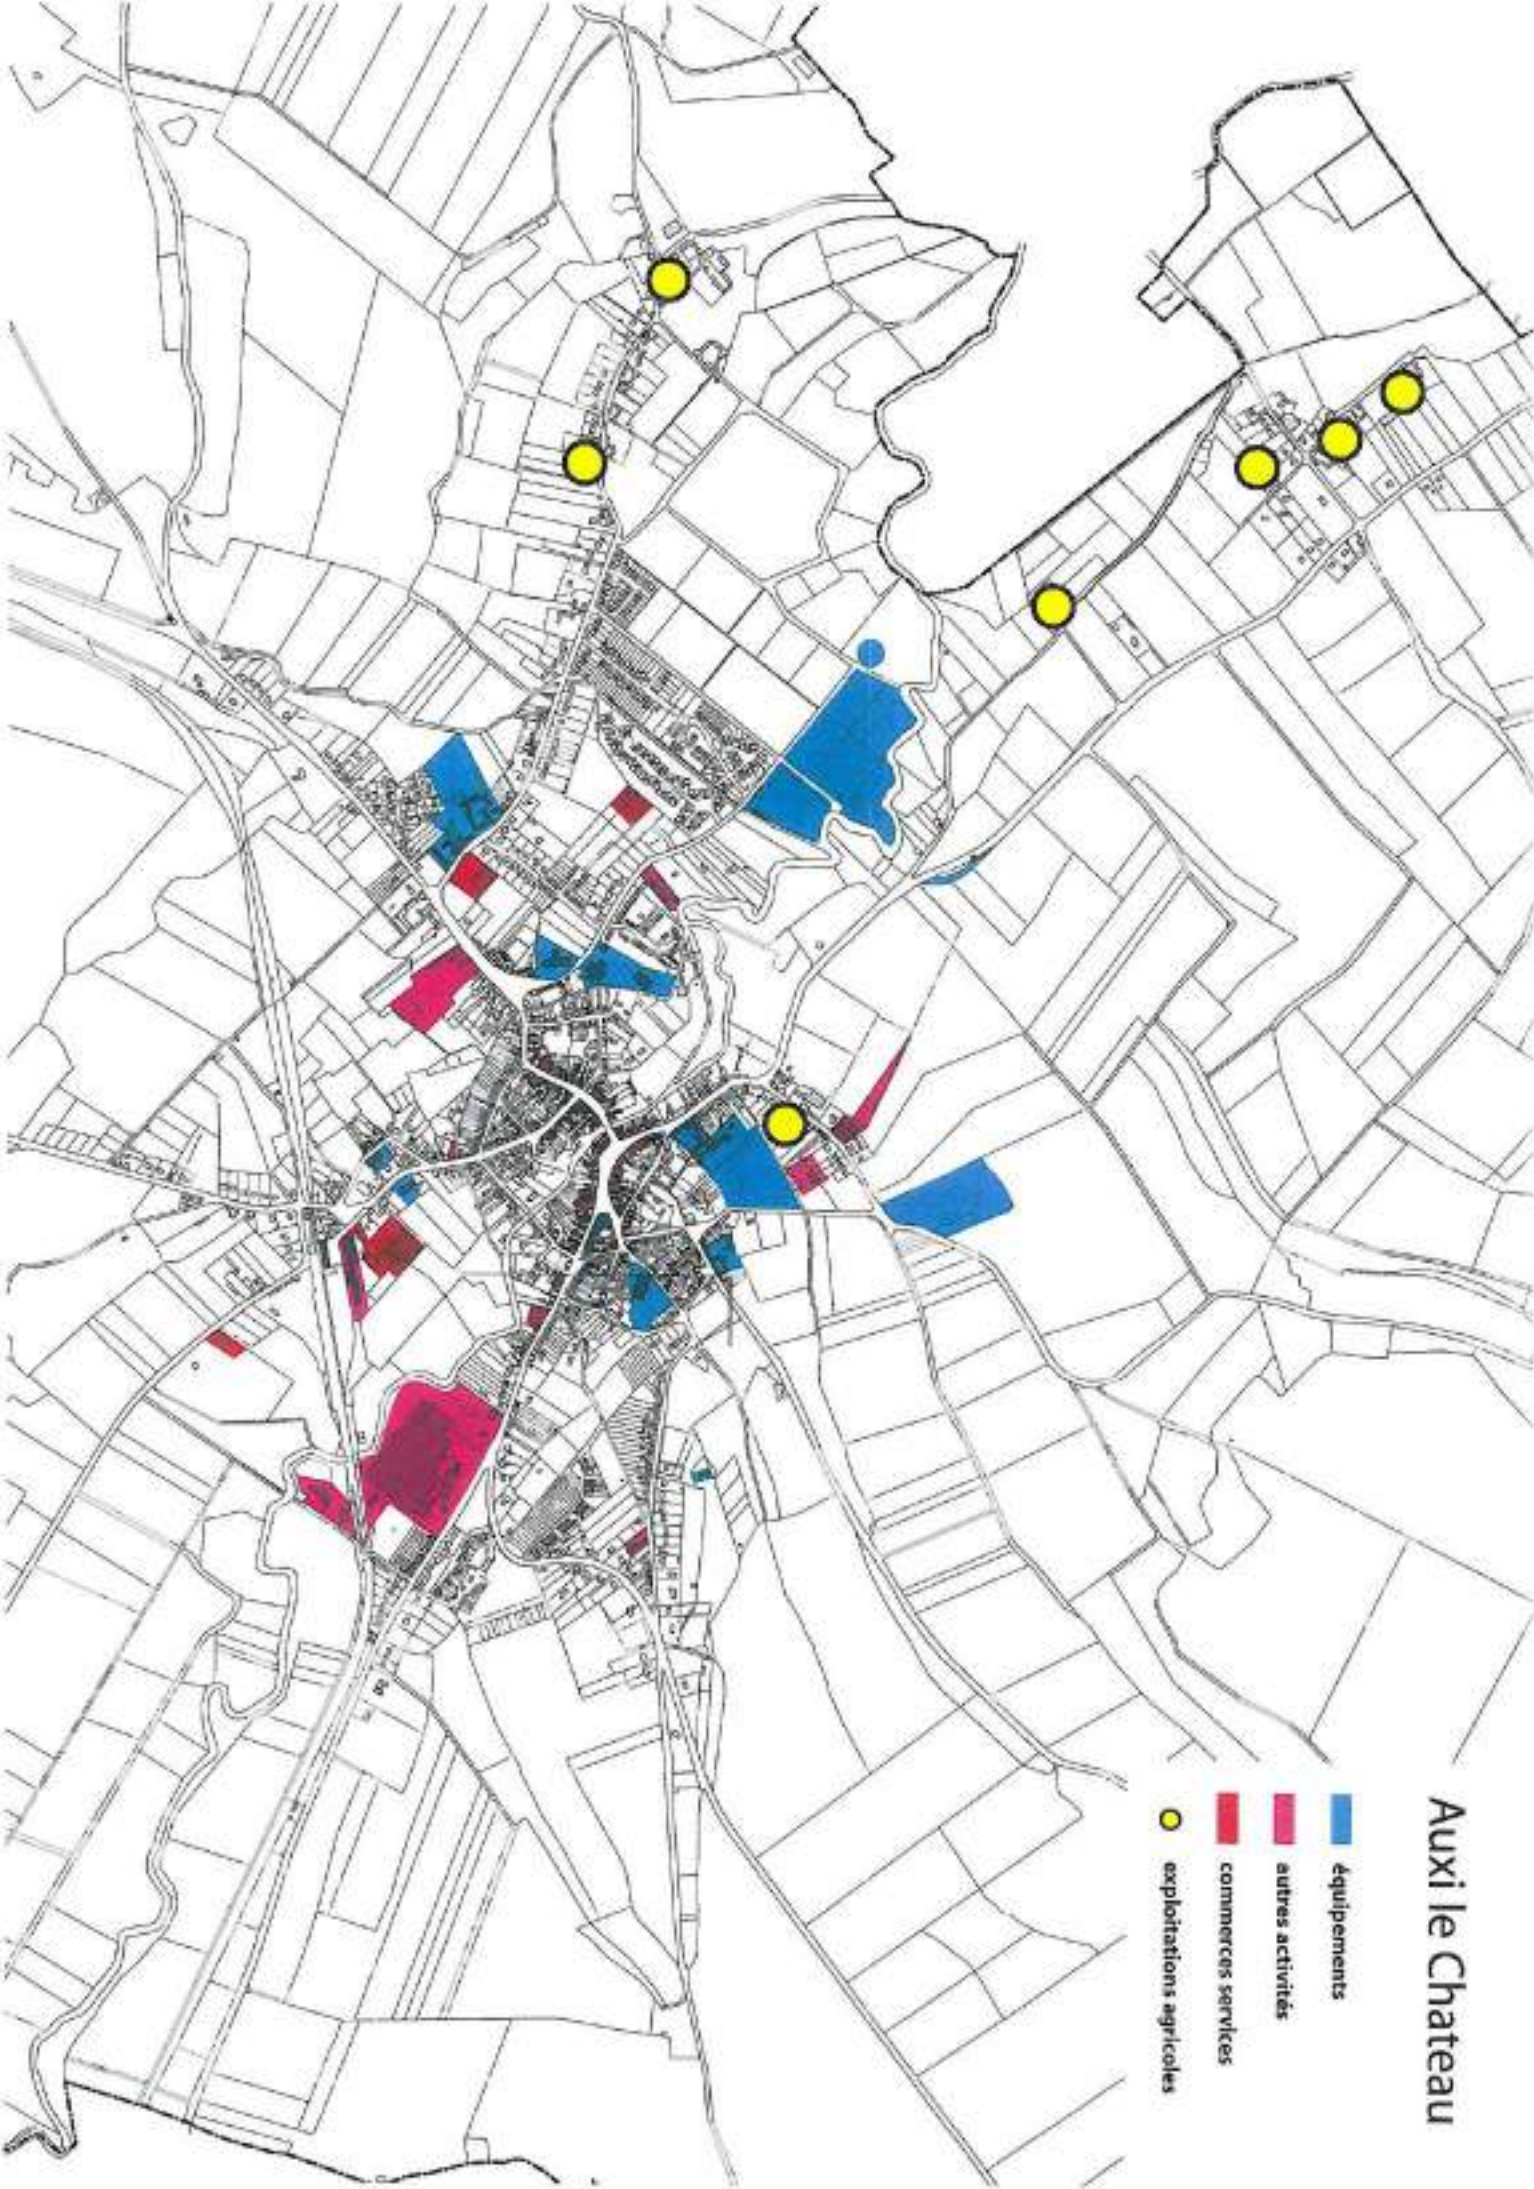 Auxi le Chateau
équipements
autres activités
commerces services
exploitations agricoles